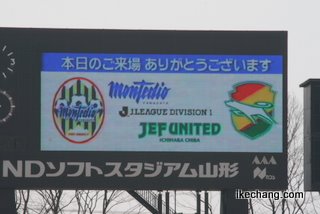 本日のご来場 ありがとうございます
Montedio
YAMAGATA
J.LEAGUE DIVISION 1
JEF UNITED
ICHIHARA CHIBA
NDソフトスタジアム山形
ikechang.com